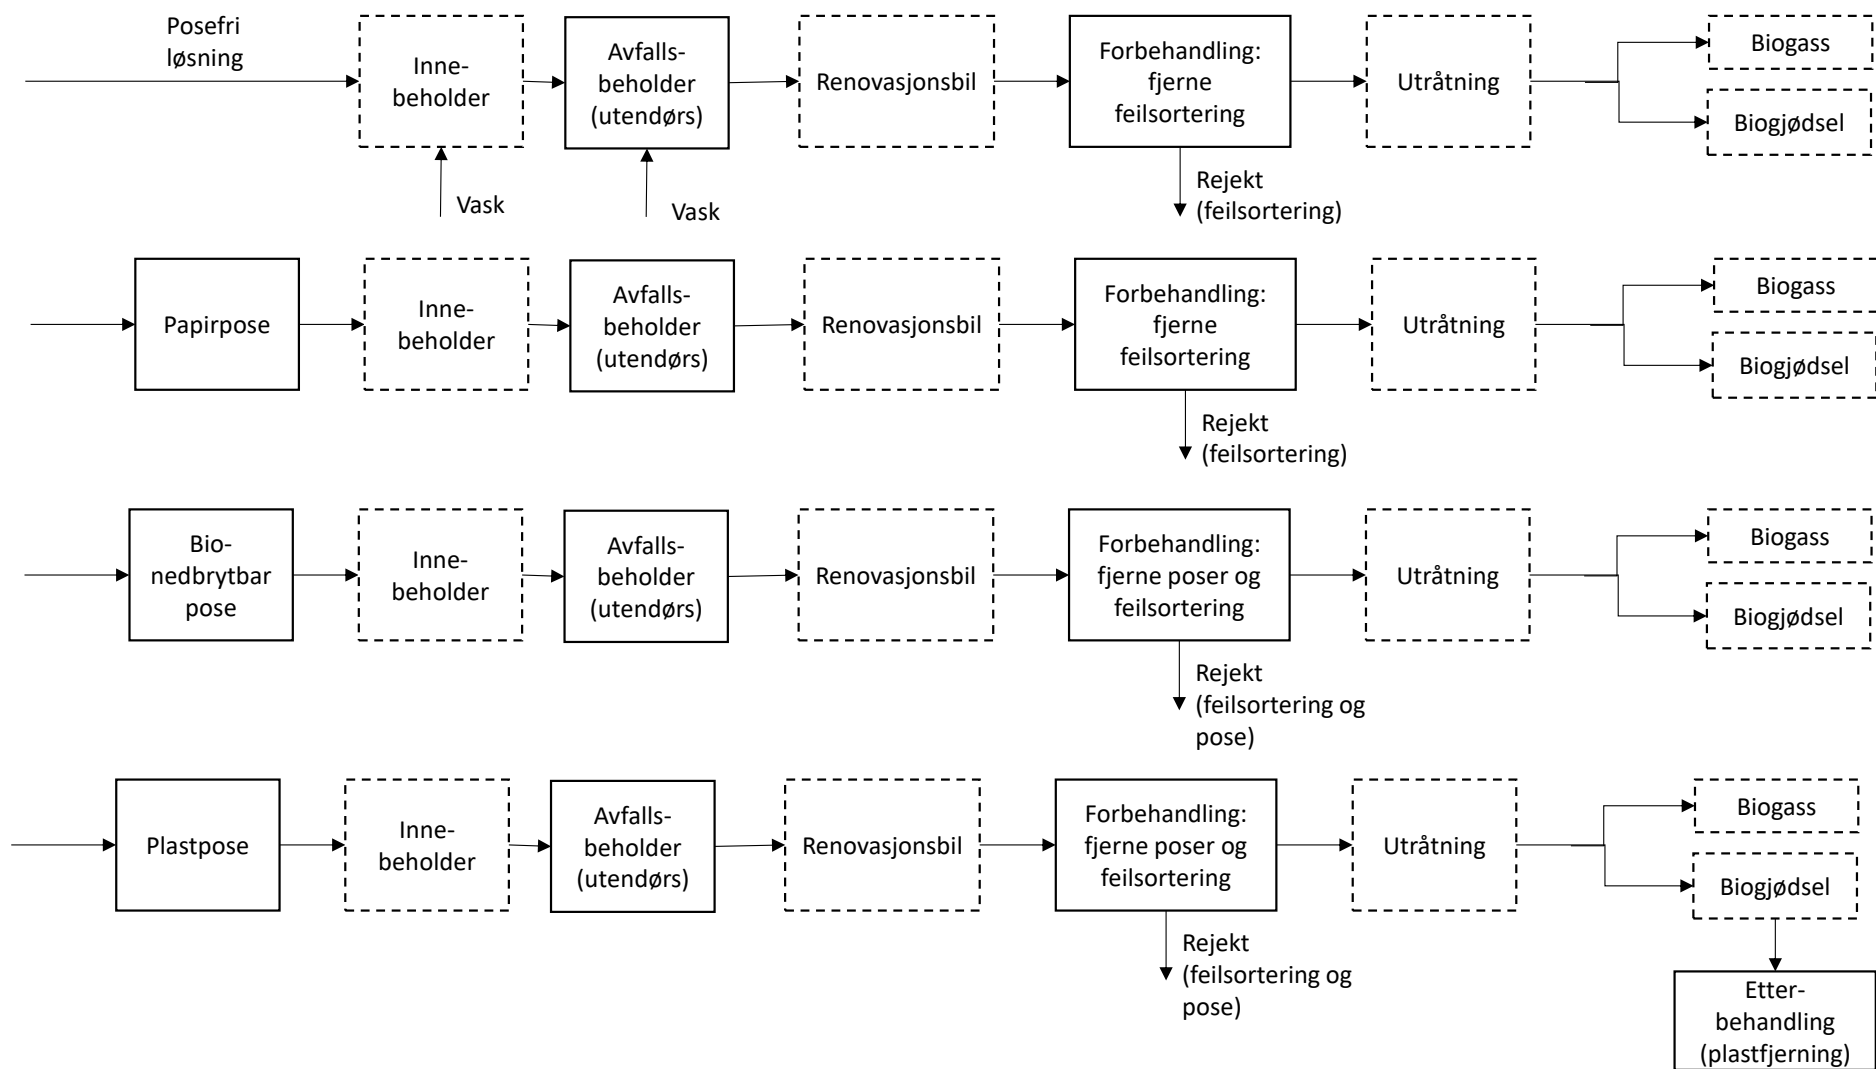 Posefri
løsning
Inne-
beholder
Avfalls-
beholder
(utendørs)
Renovasjonsbil
Forbehandling:
fjerne
feilsortering
Utråtning
Biogass
Biogjødsel
Vask
Vask
Rejekt
(feilsortering)
Papirpose
Inne-
beholder
Avfalls-
beholder
(utendørs)
Renovasjonsbil
Forbehandling:
fjerne
feilsortering
Utråtning
Biogass
Biogjødsel
Rejekt
(feilsortering)
Bio-
nedbrytbar
pose
Inne-
beholder
Avfalls-
beholder
(utendørs)
Renovasjonsbil
Forbehandling:
fjerne poser og
feilsortering
Utråtning
Biogass
Biogjødsel
Rejekt
(feilsortering og
pose)
Plastpose
Inne-
beholder
Avfalls-
beholder
(utendørs)
Renovasjonsbil
Forbehandling:
fjerne poser og
feilsortering
Utråtning
Biogass
Biogjødsel
Rejekt
(feilsortering og
pose)
Etter-
behandling
(plastfjerning)